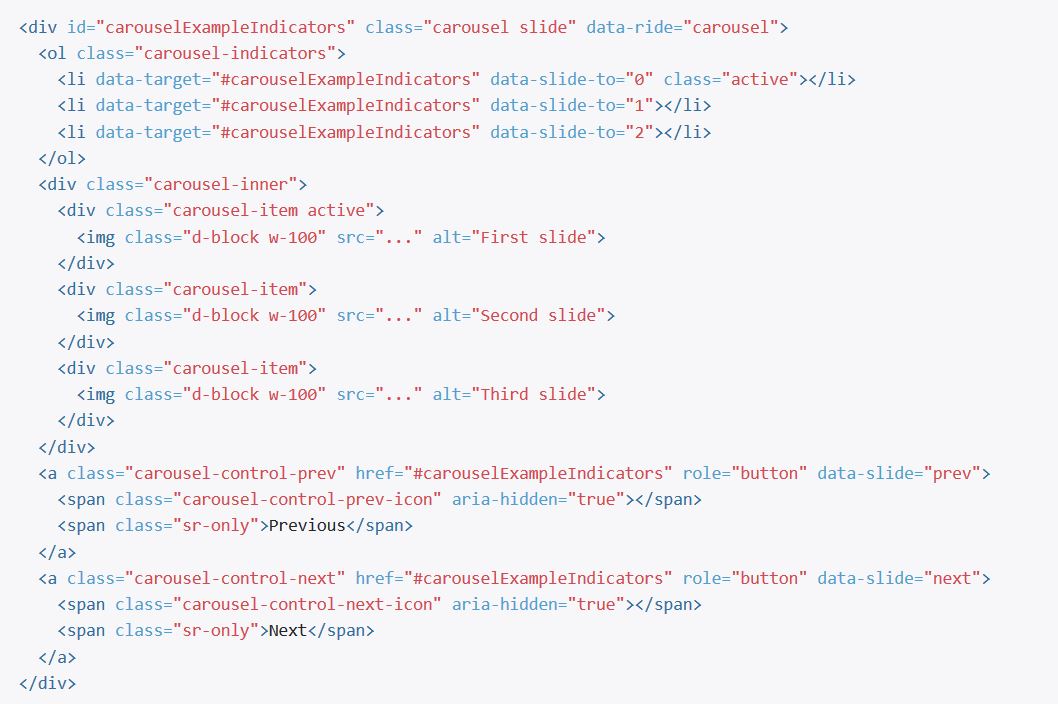 <div id="carouselExampleIndicators" class="carousel slide" data-ride="carousel">
  <ol class="carousel-indicators">
    <li data-target="#carouselExampleIndicators" data-slide-to="0" class="active"></li>
    <li data-target="#carouselExampleIndicators" data-slide-to="1"></li>
    <li data-target="#carouselExampleIndicators" data-slide-to="2"></li>
  </ol>
  <div class="carousel-inner">
    <div class="carousel-item active">
      <img class="d-block w-100" src="..." alt="First slide">
    </div>
    <div class="carousel-item">
      <img class="d-block w-100" src="..." alt="Second slide">
    </div>
    <div class="carousel-item">
      <img class="d-block w-100" src="..." alt="Third slide">
    </div>
  </div>
  <a class="carousel-control-prev" href="#carouselExampleIndicators" role="button" data-slide="prev">
    <span class="carousel-control-prev-icon" aria-hidden="true"></span>
    <span class="sr-only">Previous</span>
  </a>
  <a class="carousel-control-next" href="#carouselExampleIndicators" role="button" data-slide="next">
    <span class="carousel-control-next-icon" aria-hidden="true"></span>
    <span class="sr-only">Next</span>
  </a>
</div>